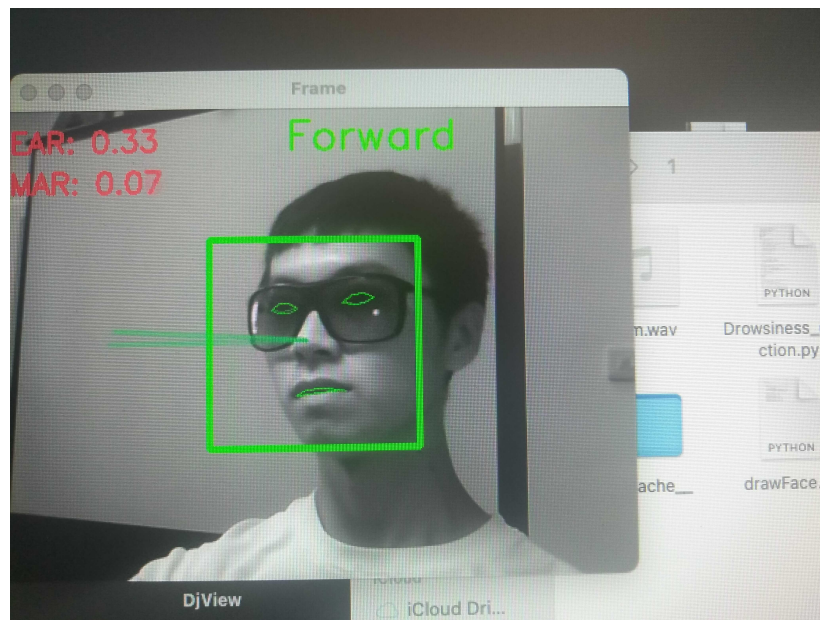 Frame
EAR: 0.33
MAR: 0.07
Forward
1
PYTHON
m.wav
Drowsiness_
ction.py
PYTHON
ache__
drawFace.
DjView
iCloud
iCloud Dri...